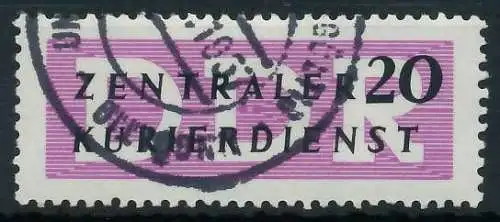 DDR
ZENTRALER 20
KURIERDIENST